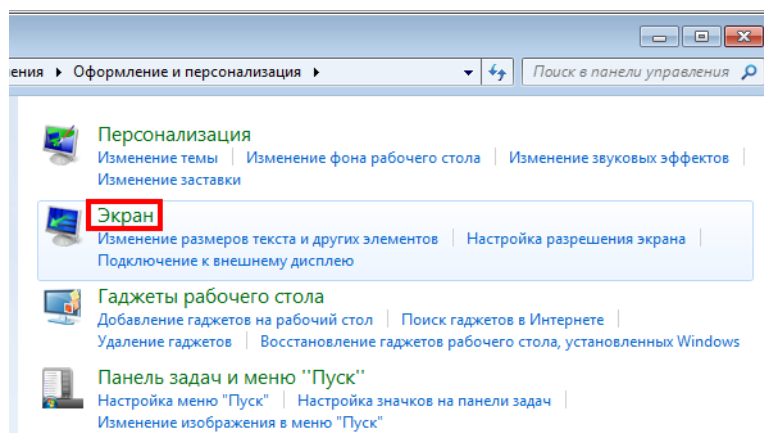 Оформление и персонализация
Поиск в панели управления
Персонализация
Изменение темы Изменение фона рабочего стола Изменение звуковых эффектов
Изменение заставки
Экран
Изменение размеров текста и других элементов Настройка разрешения экрана
Подключение к внешнему дисплею
Гаджеты рабочего стола
Добавление гаджетов на рабочий стол Поиск гаджетов в Интернете
Удаление гаджетов Восстановление гаджетов рабочего стола, установленных Windows
Панель задач и меню ''Пуск''
Настройка меню "Пуск" Настройка значков на панели задач
Изменение изображения в меню "Пуск"